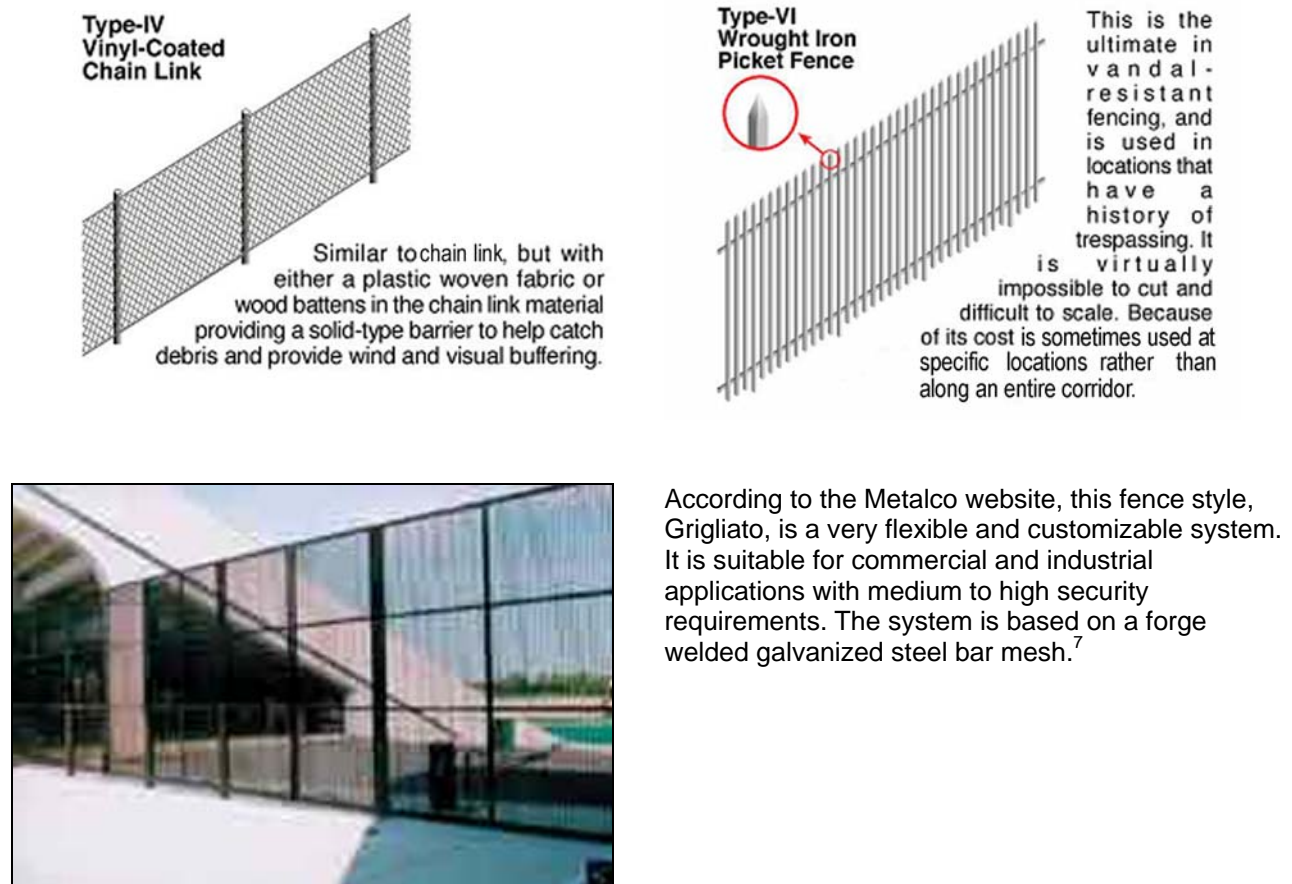 Type-IV
Vinyl-Coated
Chain Link
Similar to chain link, but with
either a plastic woven fabric or
wood battens in the chain link material
providing a solid-type barrier to help catch
debris and provide wind and visual buffering.
Type-VI
Wrought Iron
Picket Fence
This is the
ultimate in
vandal-
resistant
fencing, and
is used in
locations that
have a
history of
trespassing. It
is virtually
impossible to cut and
difficult to scale. Because
of its cost is sometimes used at
specific locations rather than
along an entire corridor.
According to the Metalco website, this fence style,
Grigliato, is a very flexible and customizable system.
It is suitable for commercial and industrial
applications with medium to high security
requirements. The system is based on a forge
welded galvanized steel bar mesh.7